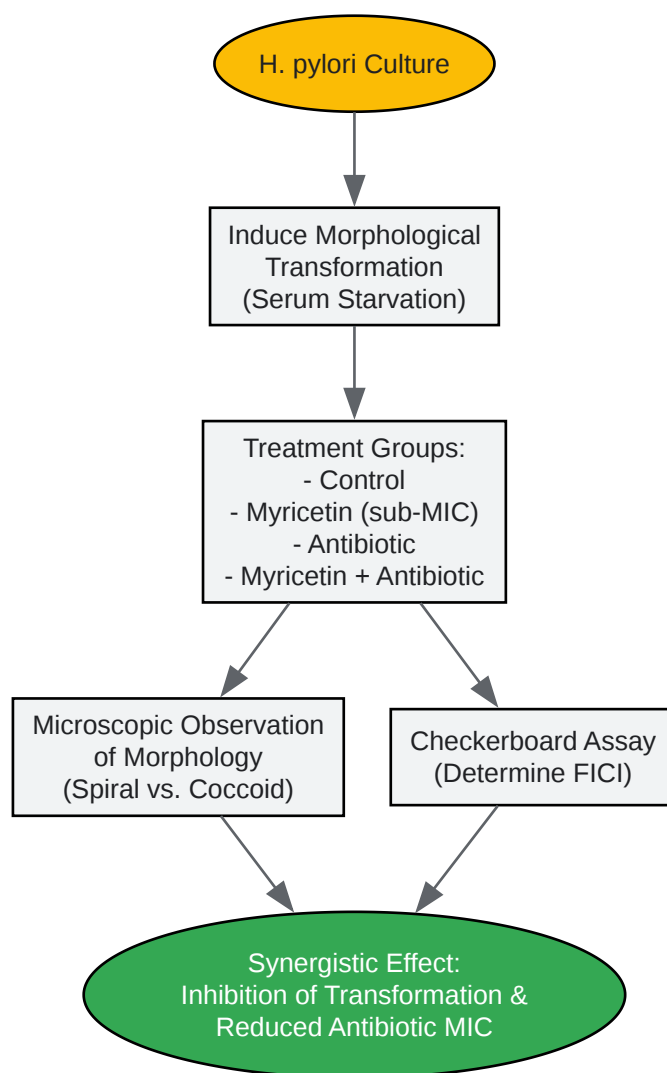 H. pylori Culture
Induce Morphological
Transformation
(Serum Starvation)
Treatment Groups:
- Control
- Myricetin (sub-MIC)
- Antibiotic
- Myricetin + Antibiotic
Microscopic Observation
of Morphology
(Spiral vs. Coccoid)
Checkerboard Assay
(Determine FICI)
Synergistic Effect:
Inhibition of Transformation &
Reduced Antibiotic MIC